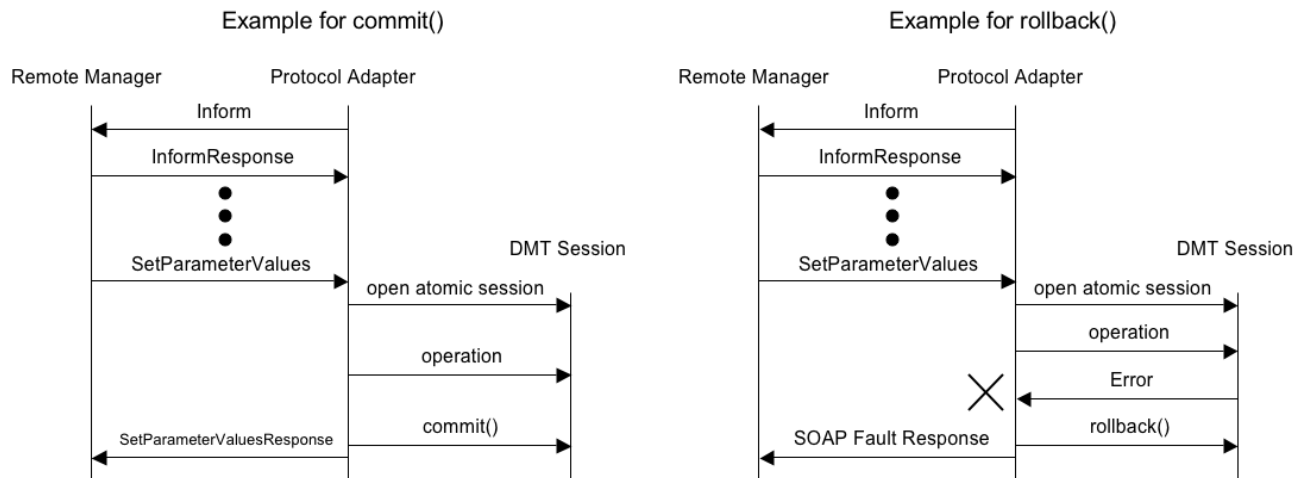 Example for commit()
Remote Manager
Protocol Adapter
Inform
InformResponse
DMT Session
SetParameterValues
open atomic session
operation
commit()
SetParameterValuesResponse
Example for rollback()
Remote Manager
Protocol Adapter
Inform
InformResponse
DMT Session
SetParameterValues
open atomic session
operation
Error
rollback()
SOAP Fault Response